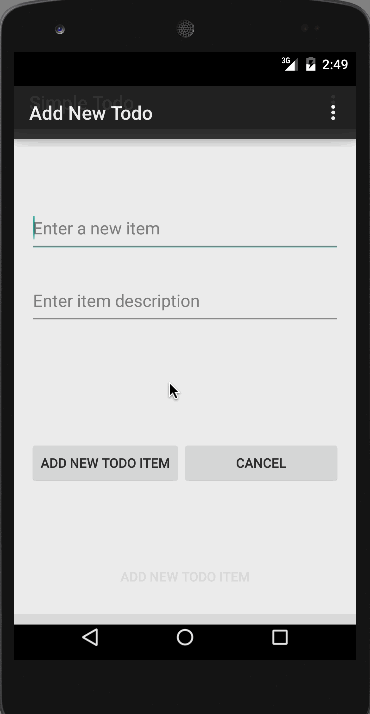 3G 2:49
Simple Todo
Add New Todo
Enter a new item
Enter item description
ADD NEW TODO ITEM CANCEL
ADD NEW TODO ITEM